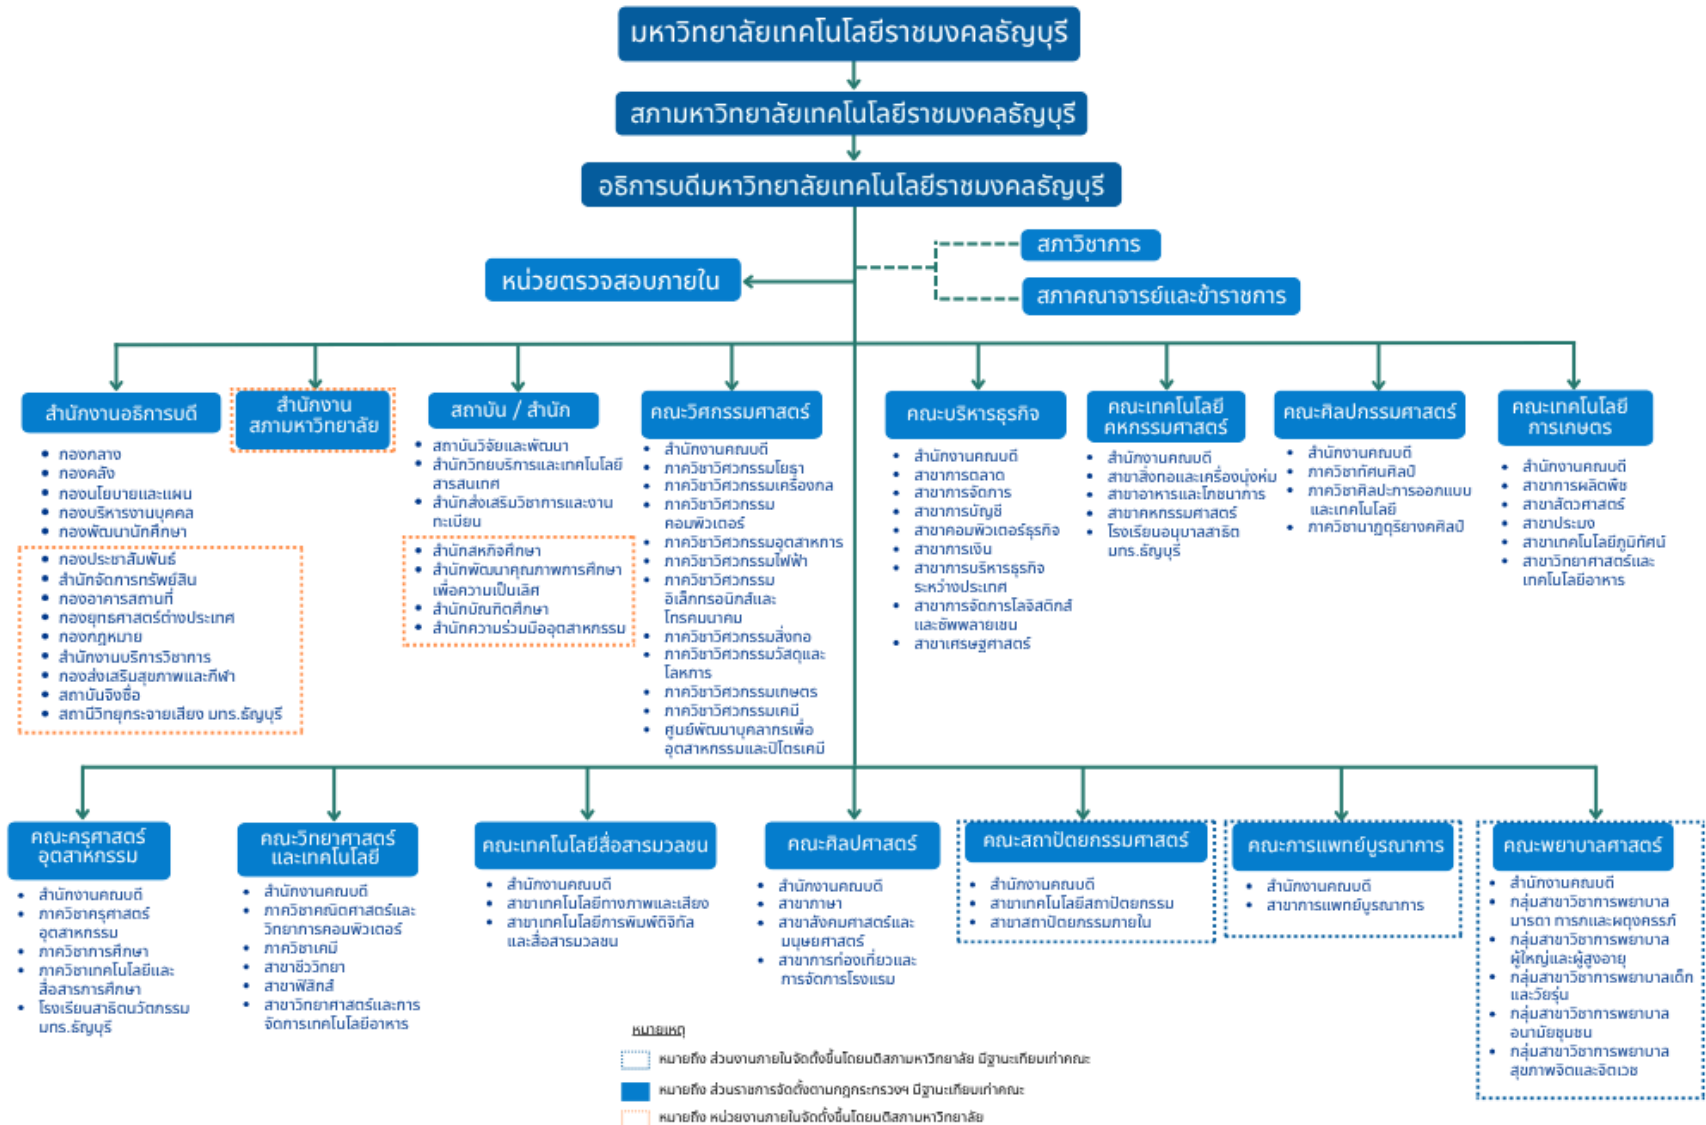 มหาวิทยาลัยเทคโนโลยีราชมงคลธัญบุรี
สภามหาวิทยาลัยเทคโนโลยีราชมงคลธัญบุรี
อธิการบดีมหาวิทยาลัยเทคโนโลยีราชมงคลธัญบุรี
สภาวิชาการ
หน่วยตรวจสอบภายใน
สภาคณาจารย์และข้าราชการ
สำนักงานอธิการบดี
• กองกลาง
• กองคลัง
• กองนโยบายและแผน
• กองบริหารงานบุคคล
• กองพัฒนานักศึกษา
• กองประชาสัมพันธ์
• สำนักจัดการทรัพย์สิน
• กองอาคารสถานที่
• กองยุทธศาสตร์ต่างประเทศ
• กองกฎหมาย
• สำนักงานบริการวิชาการ
• กองส่งเสริมสุขภาพและกีฬา
• สถาบันจิงซื่อ
• สถานีวิทยุกระจายเสียง มทร.ธัญบุรี
สำนักงาน
สภามหาวิทยาลัย
สถาบัน / สำนัก
• สถาบันวิจัยและพัฒนา
• สำนักวิทยบริการและเทคโนโลยี
สารสนเทศ
• สำนักส่งเสริมวิชาการและงาน
ทะเบียน
• สำนักสหกิจศึกษา
• สำนักพัฒนาคุณภาพการศึกษา
เพื่อความเป็นเลิศ
• สำนักบัณฑิตศึกษา
• สำนักความร่วมมืออุตสาหกรรม
คณะวิศกรรมศาสตร์
• สำนักงานคณบดี
• ภาควิชาวิศวกรรมโยธา
• ภาควิชาวิศวกรรมเครื่องกล
• ภาควิชาวิศวกรรม
คอมพิวเตอร์
• ภาควิชาวิศวกรรมอุตสาหการ
• ภาควิชาวิศวกรรมไฟฟ้า
• ภาควิชาวิศวกรรม
อิเล็กทรอนิกส์และ
โทรคมนาคม
• ภาควิชาวิศวกรรมสิ่งทอ
• ภาควิชาวิศวกรรมวัสดุและ
โลหการ
• ภาควิชาวิศวกรรมเกษตร
• ภาควิชาวิศวกรรมเคมี
• ศูนย์พัฒนาบุคลากรเพื่อ
อุตสาหกรรมและปิโตรเคมี
คณะบริหารธุรกิจ
• สำนักงานคณบดี
• สาขาการตลาด
• สาขาการจัดการ
• สาขาการบัญชี
• สาขาคอมพิวเตอร์ธุรกิจ
• สาขาการเงิน
• สาขาการบริหารธุรกิจ
ระหว่างประเทศ
• สาขาการจัดการโลจิสติกส์
และซัพพลายเชน
• สาขาเศรษฐศาสตร์
คณะเทคโนโลยี
คหกรรมศาสตร์
• สำนักงานคณบดี
• สาขาสิ่งทอและเครื่องนุ่งห่ม
• สาขาอาหารและโภชนาการ
• สาขาคหกรรมศาสตร์
• โรงเรียนอนุบาลสาธิต
มทร.ธัญบุรี
คณะศิลปกรรมศาสตร์
• สำนักงานคณบดี
• ภาควิชาทัศนศิลป์
• ภาควิชาศิลปะการออกแบบ
และเทคโนโลยี
• ภาควิชานาฏดุริยางคศิลป์
คณะเทคโนโลยี
การเกษตร
• สำนักงานคณบดี
• สาขาการผลิตพืช
• สาขาสัตวศาสตร์
• สาขาประมง
• สาขาเทคโนโลยีภูมิทัศน์
• สาขาวิทยาศาสตร์และ
เทคโนโลยีอาหาร
คณะครุศาสตร์
อุตสาหกรรม
• สำนักงานคณบดี
• ภาควิชาครุศาสตร์
อุตสาหกรรม
• ภาควิชาการศึกษา
• ภาควิชาเทคโนโลยีและ
สื่อสารการศึกษา
• โรงเรียนสาธิตนวัตกรรม
มทร.ธัญบุรี
คณะวิทยาศาสตร์
และเทคโนโลยี
• สำนักงานคณบดี
• ภาควิชาคณิตศาสตร์และ
วิทยาการคอมพิวเตอร์
• ภาควิชาเคมี
• สาขาชีววิทยา
• สาขาฟิสิกส์
• สาขาวิทยาศาสตร์และการ
จัดการเทคโนโลยีอาหาร
คณะเทคโนโลยีสื่อสารมวลชน
• สำนักงานคณบดี
• สาขาเทคโนโลยีทางภาพและเสียง
• สาขาเทคโนโลยีการพิมพ์ดิจิทัล
และสื่อสารมวลชน
คณะศิลปศาสตร์
• สำนักงานคณบดี
• สาขาภาษา
• สาขาสังคมศาสตร์และ
มนุษยศาสตร์
• สาขาการท่องเที่ยวและ
การจัดการโรงแรม
คณะสถาปัตยกรรมศาสตร์
• สำนักงานคณบดี
• สาขาเทคโนโลยีสถาปัตยกรรม
• สาขาสถาปัตยกรรมภายใน
คณะการแพทย์บูรณาการ
• สำนักงานคณบดี
• สาขาการแพทย์บูรณาการ
คณะพยาบาลศาสตร์
• สำนักงานคณบดี
• กลุ่มสาขาวิชาการพยาบาล
มารดา ทารกและผดุงครรภ์
• กลุ่มสาขาวิชาการพยาบาล
ผู้ใหญ่และผู้สูงอายุ
• กลุ่มสาขาวิชาการพยาบาลเด็ก
และวัยรุ่น
• กลุ่มสาขาวิชาการพยาบาล
อนามัยชุมชน
• กลุ่มสาขาวิชาการพยาบาล
สุขภาพจิตและจิตเวช
หมายเหตุ
หมายถึง ส่วนงานภายในจัดตั้งขึ้นโดยมติสภามหาวิทยาลัย มีฐานะเทียบเท่าคณะ
หมายถึง ส่วนราชการจัดตั้งตามกฎกระทรวงฯ มีฐานะเทียบเท่าคณะ
หมายถึง หน่วยงานภายในจัดตั้งขึ้นโดยมติสภามหาวิทยาลัย